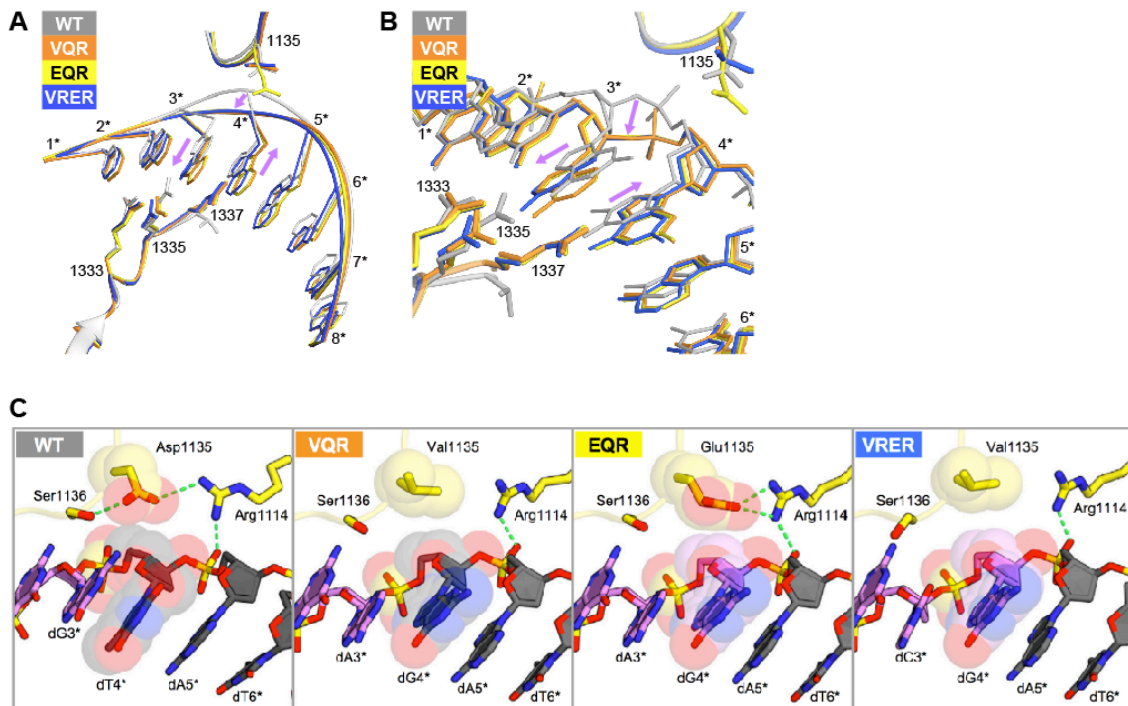 A
WT
VQR
EQR
VRER
1135
3*
2*
1*
4*
5*
6*
7*
8*
1337
1335
1333
B
WT
VQR
EQR
VRER
1135
2*
3*
1*
4*
1333
1335
1337
5*
6*
C
WT
Asp1135
Ser1136
Arg1114
dG3*
dT4*
dA5*
dT6*
VQR
Val1135
Ser1136
Arg1114
dA3*
dG4*
dA5*
dT6*
EQR
Glu1135
Ser1136
Arg1114
dA3*
dG4*
dA5*
dT6*
VRER
Val1135
Ser1136
Arg1114
dC3*
dG4*
dA5*
dT6*